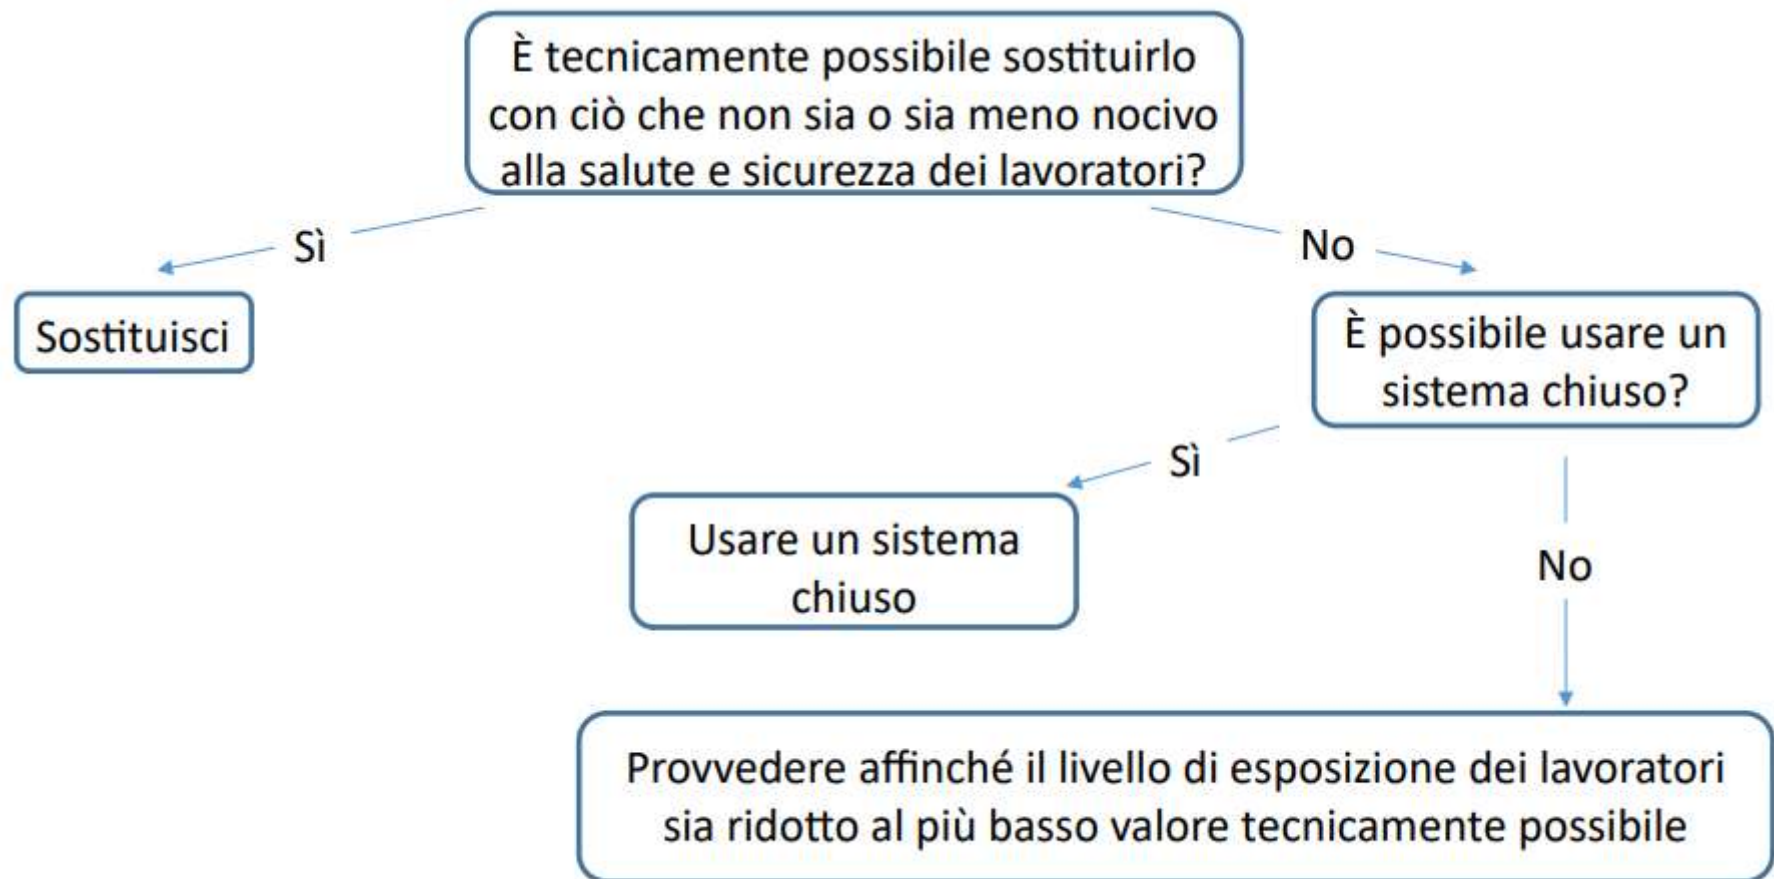 È tecnicamente possibile sostituirlo
con ciò che non sia o sia meno nocivo
alla salute e sicurezza dei lavoratori?
Sì
No
Sostituisci
È possibile usare un
sistema chiuso?
Sì
Usare un sistema
chiuso
No
Provvedere affinché il livello di esposizione dei lavoratori
sia ridotto al più basso valore tecnicamente possibile